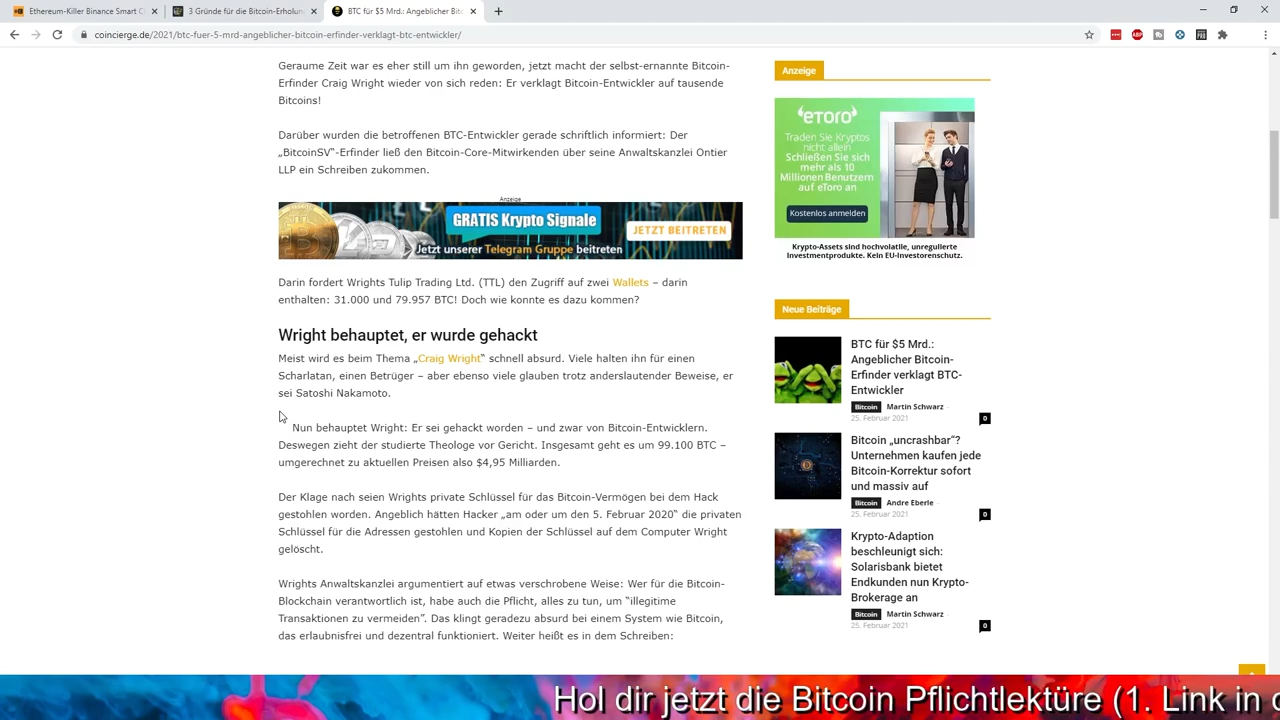 Ethereum-Killer Binance Smart C
3 Gründe für die Bitcoin-Erholun
BTC für $5 Mrd.: Angeblicher Bit
coincierge.de/2021/btc-fuer-5-mrd-angeblicher-bitcoin-erfinder-verklagt-btc-entwickler/
ABP
Geraume Zeit war es eher still um ihn geworden, jetzt macht der selbst-ernannte Bitcoin-
Erfinder Craig Wright wieder von sich reden: Er verklagt Bitcoin-Entwickler auf tausende
Bitcoins!
Darüber wurden die betroffenen BTC-Entwickler gerade schriftlich informiert: Der
„BitcoinSV“-Erfinder ließ den Bitcoin-Core-Mitwirkenden über seine Anwaltskanzlei Ontier
LLP ein Schreiben zukommen.
Anzeige
GRATIS Krypto Signale
Jetzt unserer Telegram Gruppe beitreten
JETZT BEITRETEN
Darin fordert Wrights Tulip Trading Ltd. (TTL) den Zugriff auf zwei Wallets – darin
enthalten: 31.000 und 79.957 BTC! Doch wie konnte es dazu kommen?
Wright behauptet, er wurde gehackt
Meist wird es beim Thema „Craig Wright“ schnell absurd. Viele halten ihn für einen
Scharlatan, einen Betrüger – aber ebenso viele glauben trotz anderslautender Beweise, er
sei Satoshi Nakamoto.
Nun behauptet Wright: Er sei gehackt worden – und zwar von Bitcoin-Entwicklern.
Deswegen zieht der studierte Theologe vor Gericht. Insgesamt geht es um 99.100 BTC –
umgerechnet zu aktuellen Preisen also $4,95 Milliarden.
Der Klage nach seien Wrights private Schlüssel für das Bitcoin-Vermögen bei dem Hack
gestohlen worden. Angeblich hätten Hacker „am oder um den 5. Februar 2020“ die privaten
Schlüssel für die Adressen gestohlen und Kopien der Schlüssel auf dem Computer Wright
gelöscht.
Wrights Anwaltskanzlei argumentiert auf etwas verschrobene Weise: Wer für die Bitcoin-
Blockchain verantwortlich ist, habe auch die Pflicht, alles zu tun, um “illegitime
Transaktionen zu vermeiden”. Das klingt geradezu absurd bei einem System wie Bitcoin,
das erlaubnisfrei und dezentral funktioniert. Weiter heißt es in dem Schreiben:
Anzeige
eToro
Traden Sie Kryptos
nicht allein
Schließen Sie sich
mehr als 10
Millionen Benutzern
auf eToro an
Kostenlos anmelden
Krypto-Assets sind hochvolatile, unregulierte
Investmentprodukte. Kein EU-Investorenschutz.
Neue Beiträge
BTC für $5 Mrd.:
Angeblicher Bitcoin-
Erfinder verklagt BTC-
Entwickler
Bitcoin Martin Schwarz -
25. Februar 2021 0
Bitcoin „uncrashbar“?
Unternehmen kaufen jede
Bitcoin-Korrektur sofort
und massiv auf
Bitcoin Andre Eberle -
25. Februar 2021 0
Krypto-Adaption
beschleunigt sich:
Solarisbank bietet
Endkunden nun Krypto-
Brokerage an
Bitcoin Martin Schwarz -
25. Februar 2021 0
Hol dir jetzt die Bitcoin Pflichtlektüre (1. Link in